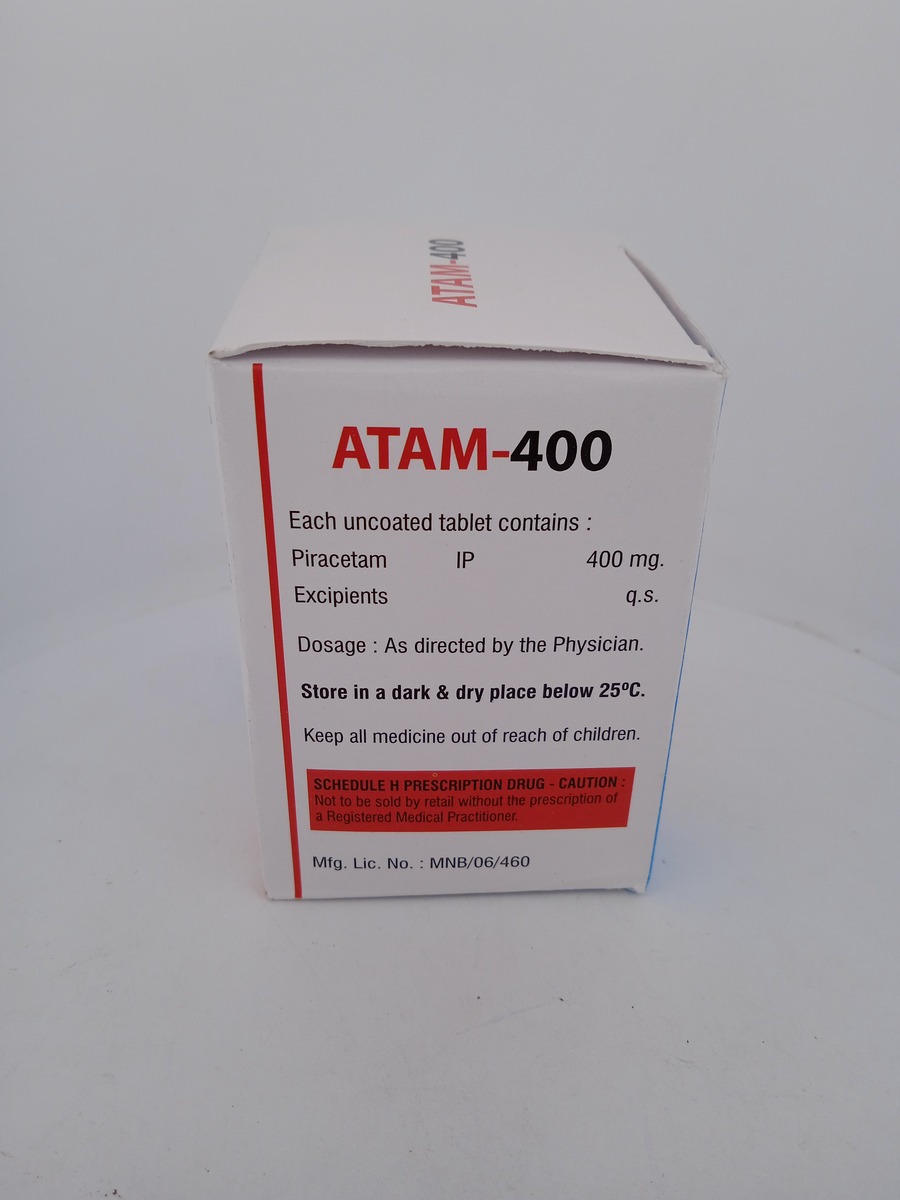 ATAM-400
ATAM-400
Each uncoated tablet contains :
Piracetam IP 400 mg.
Excipients q.s.
Dosage : As directed by the Physician.
Store in a dark & dry place below 25ºC.
Keep all medicine out of reach of children.
SCHEDULE H PRESCRIPTION DRUG - CAUTION :
Not to be sold by retail without the prescription of
a Registered Medical Practitioner.
Mfg. Lic. No. : MNB/06/460